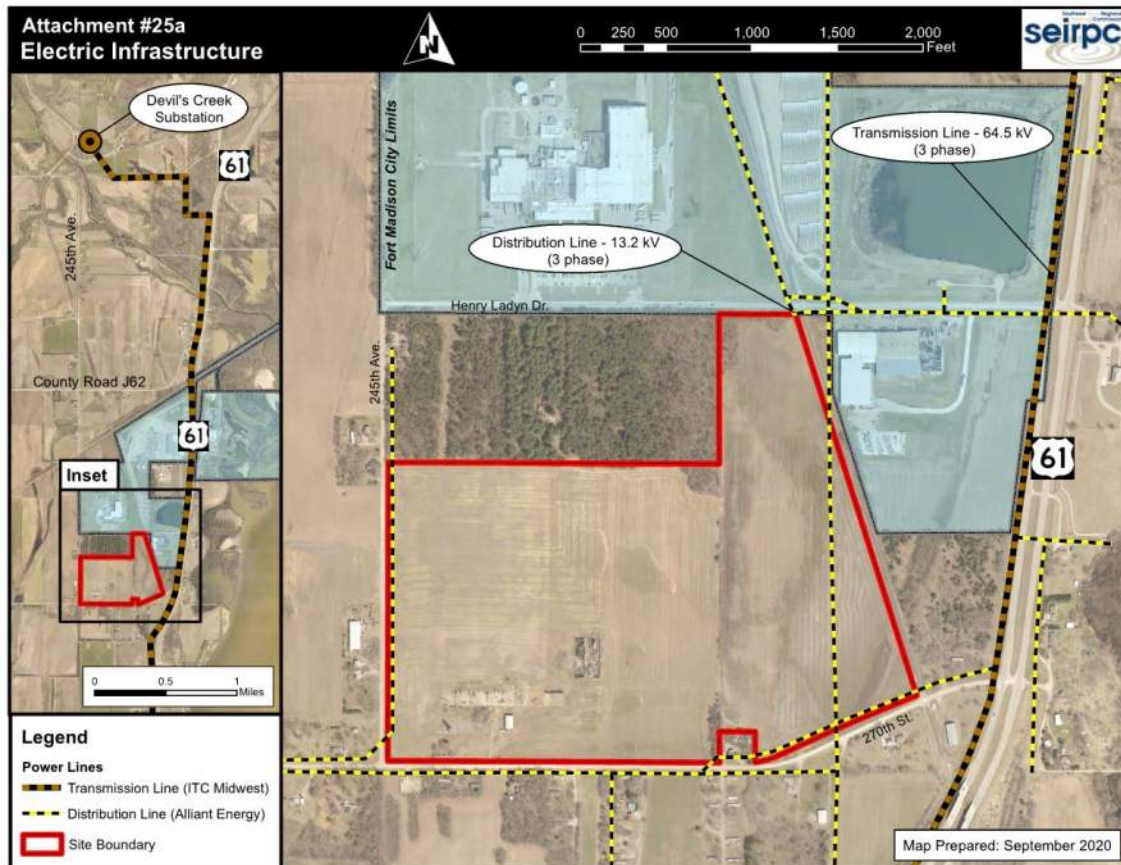 Attachment #25a
Electric Infrastructure
N
0 250 500 1,000 1,500 2,000
Feet
Southeast Regional
Commission
seirpc
Devil's Creek
Substation
61
245th Ave.
County Road J62
61
Inset
0 0.5 1
Miles
Fort Madison City Limits
Transmission Line - 64.5 kV
(3 phase)
Distribution Line - 13.2 kV
(3 phase)
Henry Ladyn Dr.
245th Ave.
61
270th St.
Legend
Power Lines
Transmission Line (ITC Midwest)
Distribution Line (Alliant Energy)
Site Boundary
Map Prepared: September 2020